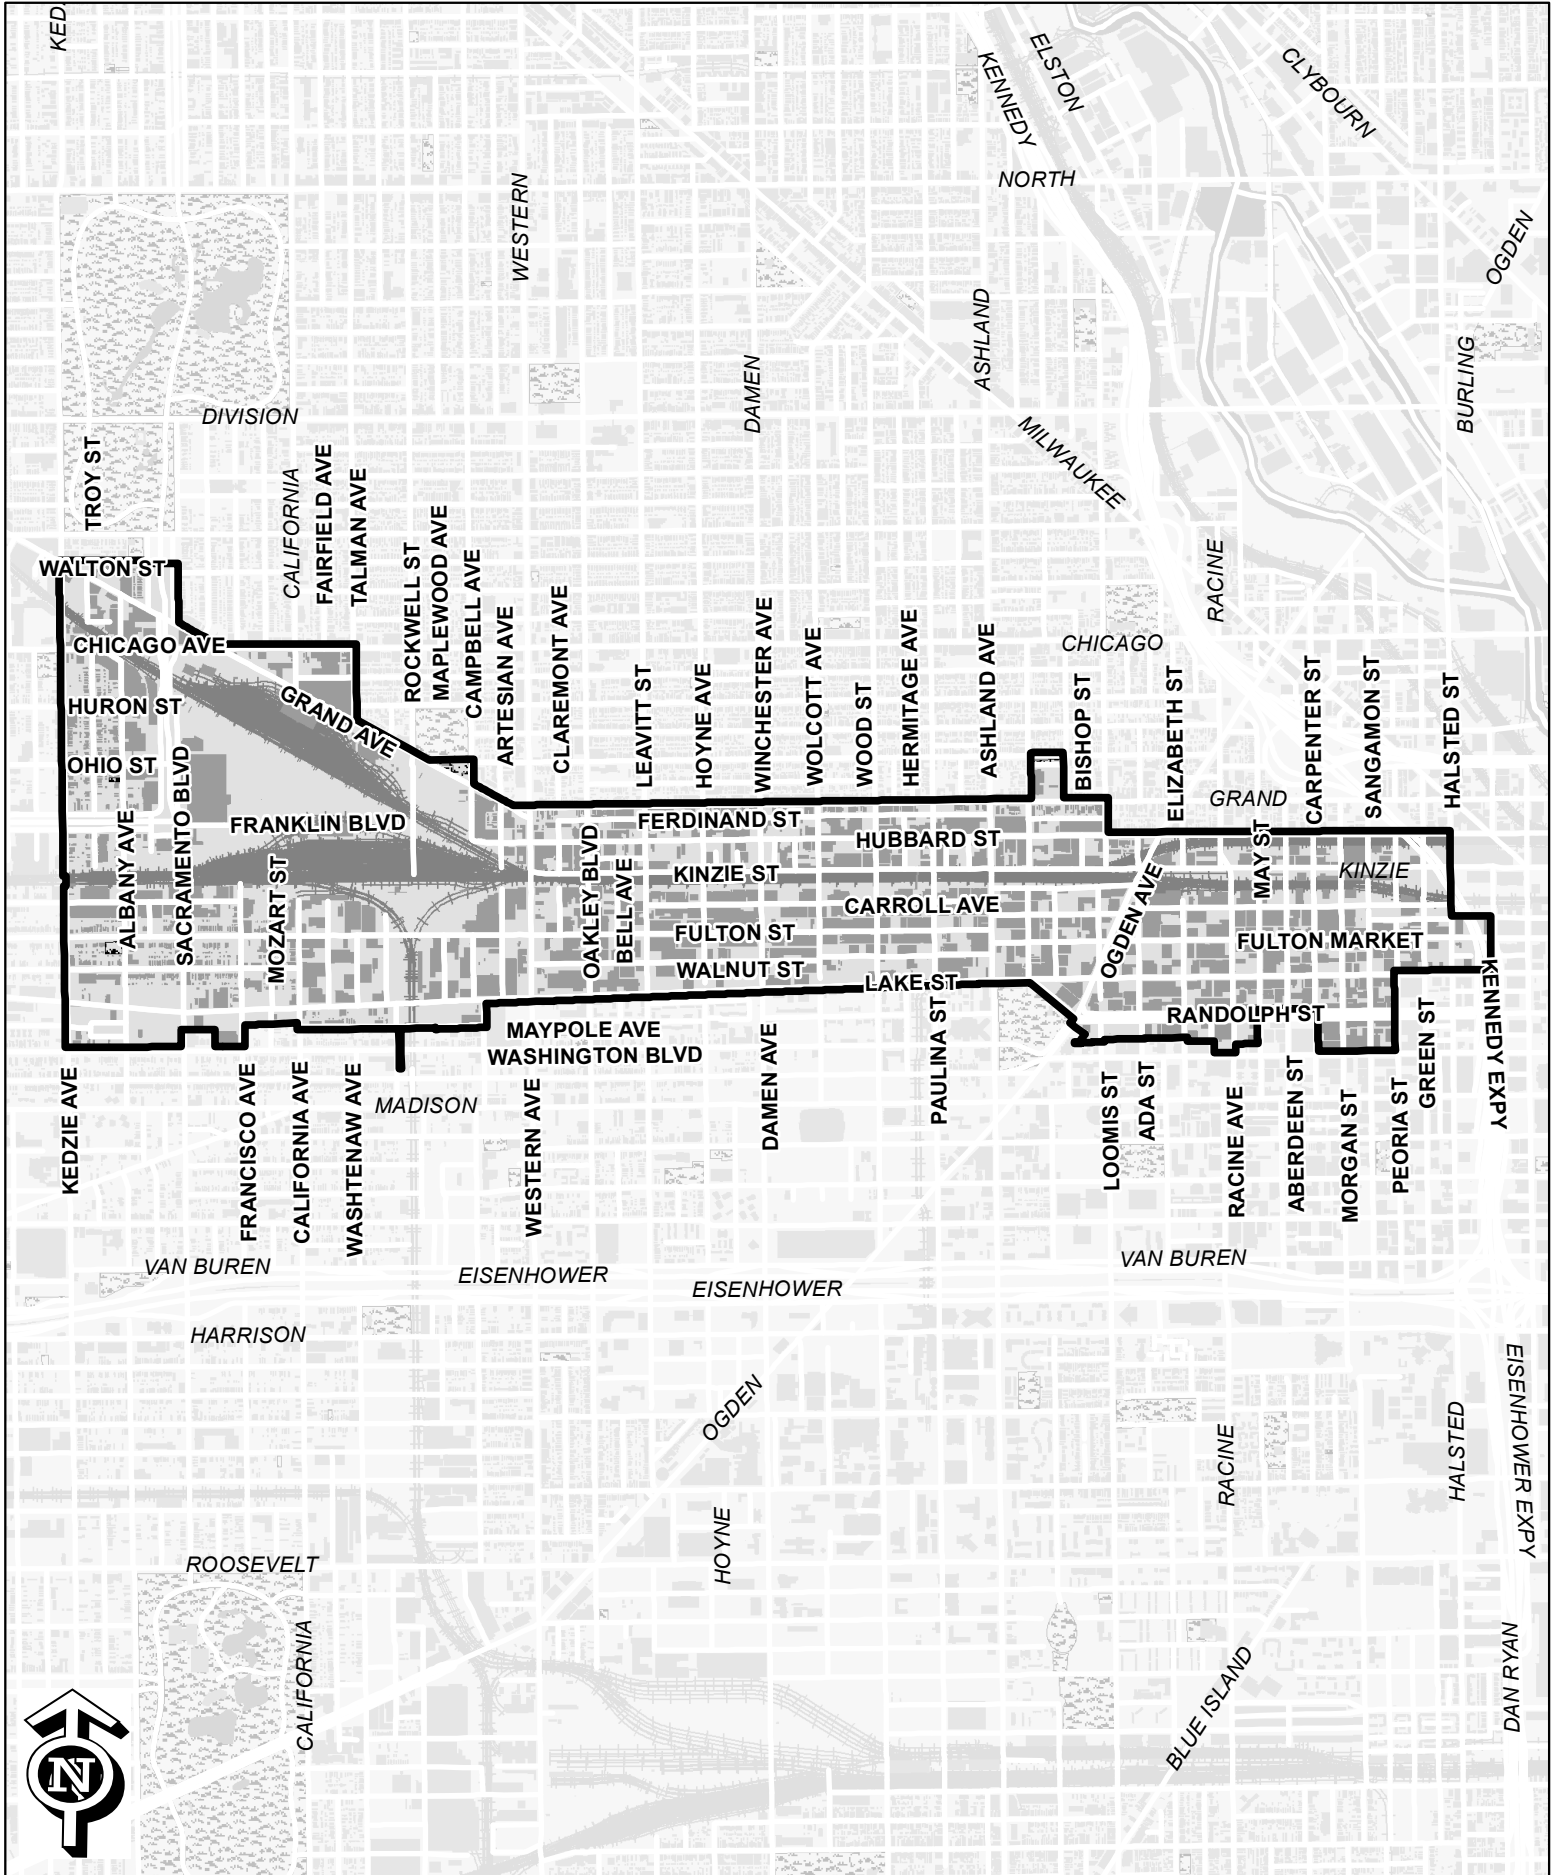 KED
ELSTON
CLYBOURN
KENNEDY
NORTH
WESTERN
OGDEN
ASHLAND
BURLING
DAMEN
DIVISION
MILWAUKEE
TROY ST
CALIFORNIA
FAIRFIELD AVE
TALMAN AVE
ROCKWELL ST
MAPLEWOOD AVE
CAMPBELL AVE
ARTESIAN AVE
CLAREMONT AVE
LEAVITT ST
HOYNE AVE
WINCHESTER AVE
WOLCOTT AVE
WOOD ST
HERMITAGE AVE
ASHLAND AVE
BISHOP ST
CHICAGO
RACINE
ELIZABETH ST
CARPENTER ST
SANGAMON ST
HALSTED ST
WALTON ST
CHICAGO AVE
HURON ST
GRAND AVE
OHIO ST
GRAND
ALBANY AVE
SACRAMENTO BLVD
FRANKLIN BLVD
MOZART ST
FERDINAND ST
HUBBARD ST
OAKLEY BLVD
BELL AVE
KINZIE ST
MAY ST
KINZIE
CARROLL AVE
OGDEN AVE
FULTON ST
FULTON MARKET
WALNUT ST
LAKE ST
RANDOLPH ST
KENNEDY EXPY
MAYPOLE AVE
WASHINGTON BLVD
MADISON
KEDZIE AVE
FRANCISCO AVE
CALIFORNIA AVE
WASHTENAW AVE
WESTERN AVE
DAMEN AVE
PAULINA ST
LOOMIS ST
ADA ST
RACINE AVE
ABERDEEN ST
MORGAN ST
PEORIA ST
GREEN ST
VAN BUREN
EISENHOWER
EISENHOWER
VAN BUREN
HARRISON
OGDEN
EISENHOWER EXPY
HALSTED
RACINE
HOYNE
ROOSEVELT
CALIFORNIA
BLUE ISLAND
DAN RYAN
N